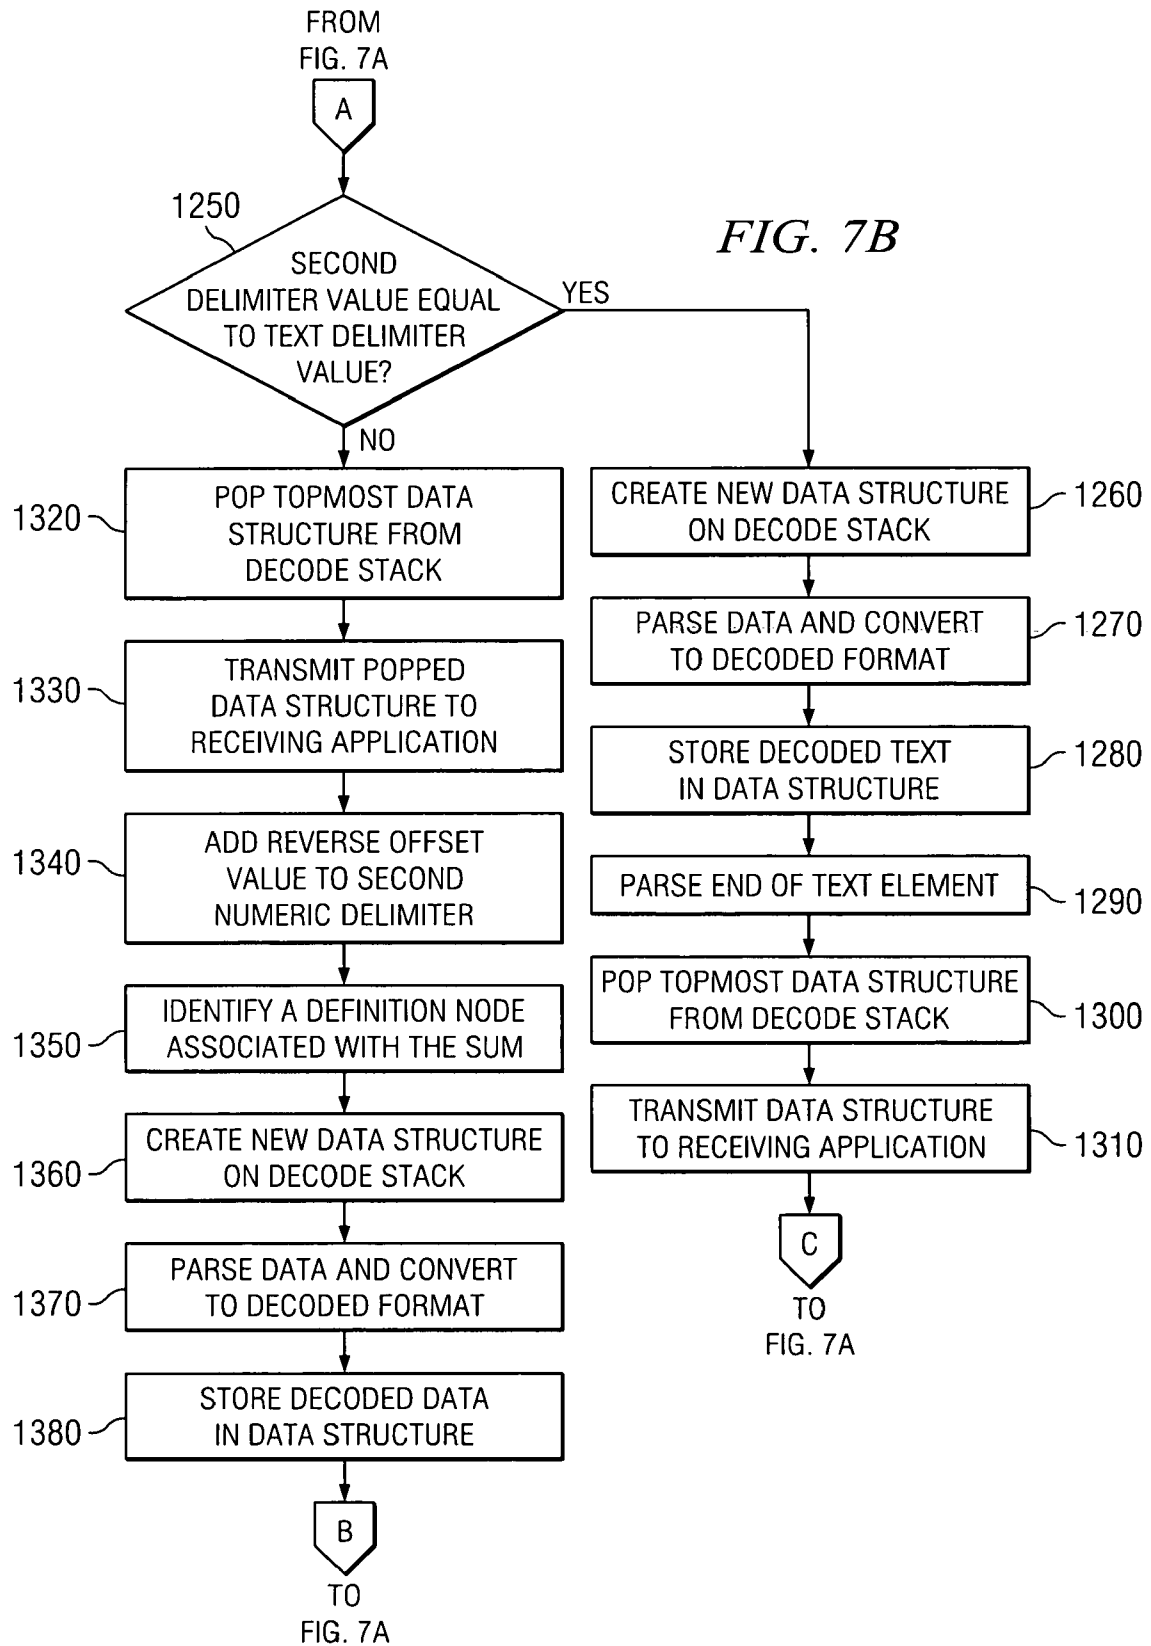 FROM
FIG. 7A
A
FIG. 7B
1250
SECOND
DELIMITER VALUE EQUAL
TO TEXT DELIMITER
VALUE?
YES
NO
1320
POP TOPMOST DATA
STRUCTURE FROM
DECODE STACK
1330
TRANSMIT POPPED
DATA STRUCTURE TO
RECEIVING APPLICATION
1340
ADD REVERSE OFFSET
VALUE TO SECOND
NUMERIC DELIMITER
1350
IDENTIFY A DEFINITION NODE
ASSOCIATED WITH THE SUM
1360
CREATE NEW DATA STRUCTURE
ON DECODE STACK
1370
PARSE DATA AND CONVERT
TO DECODED FORMAT
1380
STORE DECODED DATA
IN DATA STRUCTURE
B
TO
FIG. 7A
CREATE NEW DATA STRUCTURE
ON DECODE STACK
1260
PARSE DATA AND CONVERT
TO DECODED FORMAT
1270
STORE DECODED TEXT
IN DATA STRUCTURE
1280
PARSE END OF TEXT ELEMENT
1290
POP TOPMOST DATA STRUCTURE
FROM DECODE STACK
1300
TRANSMIT DATA STRUCTURE
TO RECEIVING APPLICATION
1310
C
TO
FIG. 7A